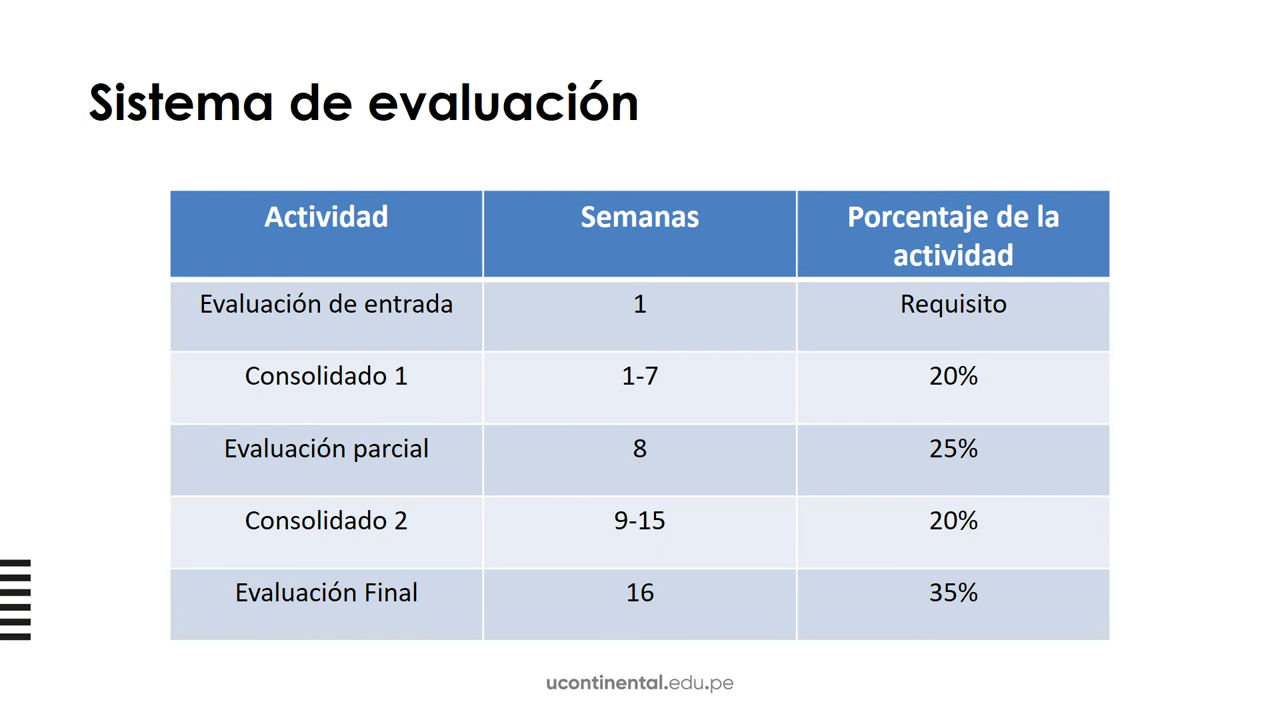 Sistema de evaluación
Actividad Semanas Porcentaje de la
actividad
Evaluación de entrada 1 Requisito
Consolidado 1 1-7 20%
Evaluación parcial 8 25%
Consolidado 2 9-15 20%
Evaluación Final 16 35%
ucontinental.edu.pe